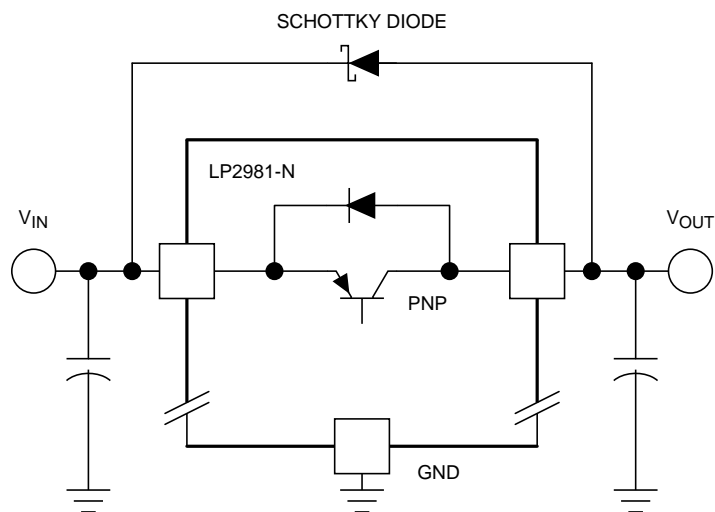 SCHOTTKY DIODE
LP2981-N
VIN
VOUT
PNP
GND